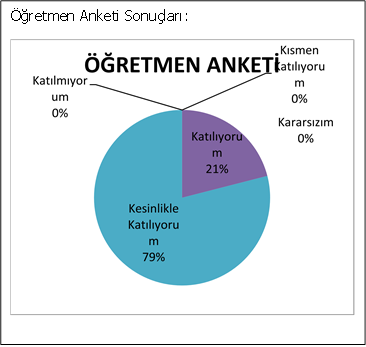 Öğretmen Anketi Sonuçları:
ÖĞRETMEN ANKETİ
Katılmıyor
um
0%
Kısmen
Katılıyoru
m
0%
Kararsızım
0%
Katılıyoru
m
21%
Kesinlikle
Katılıyoru
m
79%